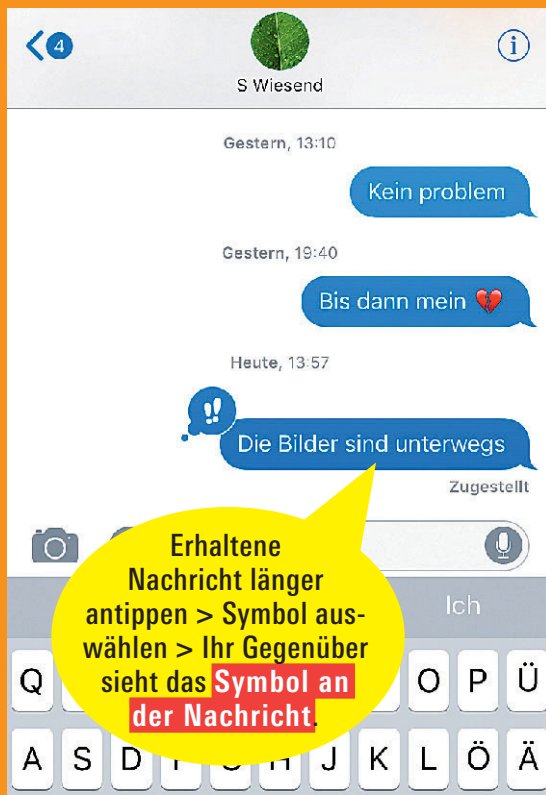 4
S Wiesend
Gestern, 13:10
Kein problem
Gestern, 19:40
Bis dann mein 💔
Heute, 13:57
!!
Die Bilder sind unterwegs
Zugestellt
Erhaltene
Nachricht länger
antippen > Symbol aus-
wählen > Ihr Gegenüber
sieht das Symbol an
der Nachricht.
Ich
Q O P Ü
A S D F G H J K L Ö Ä